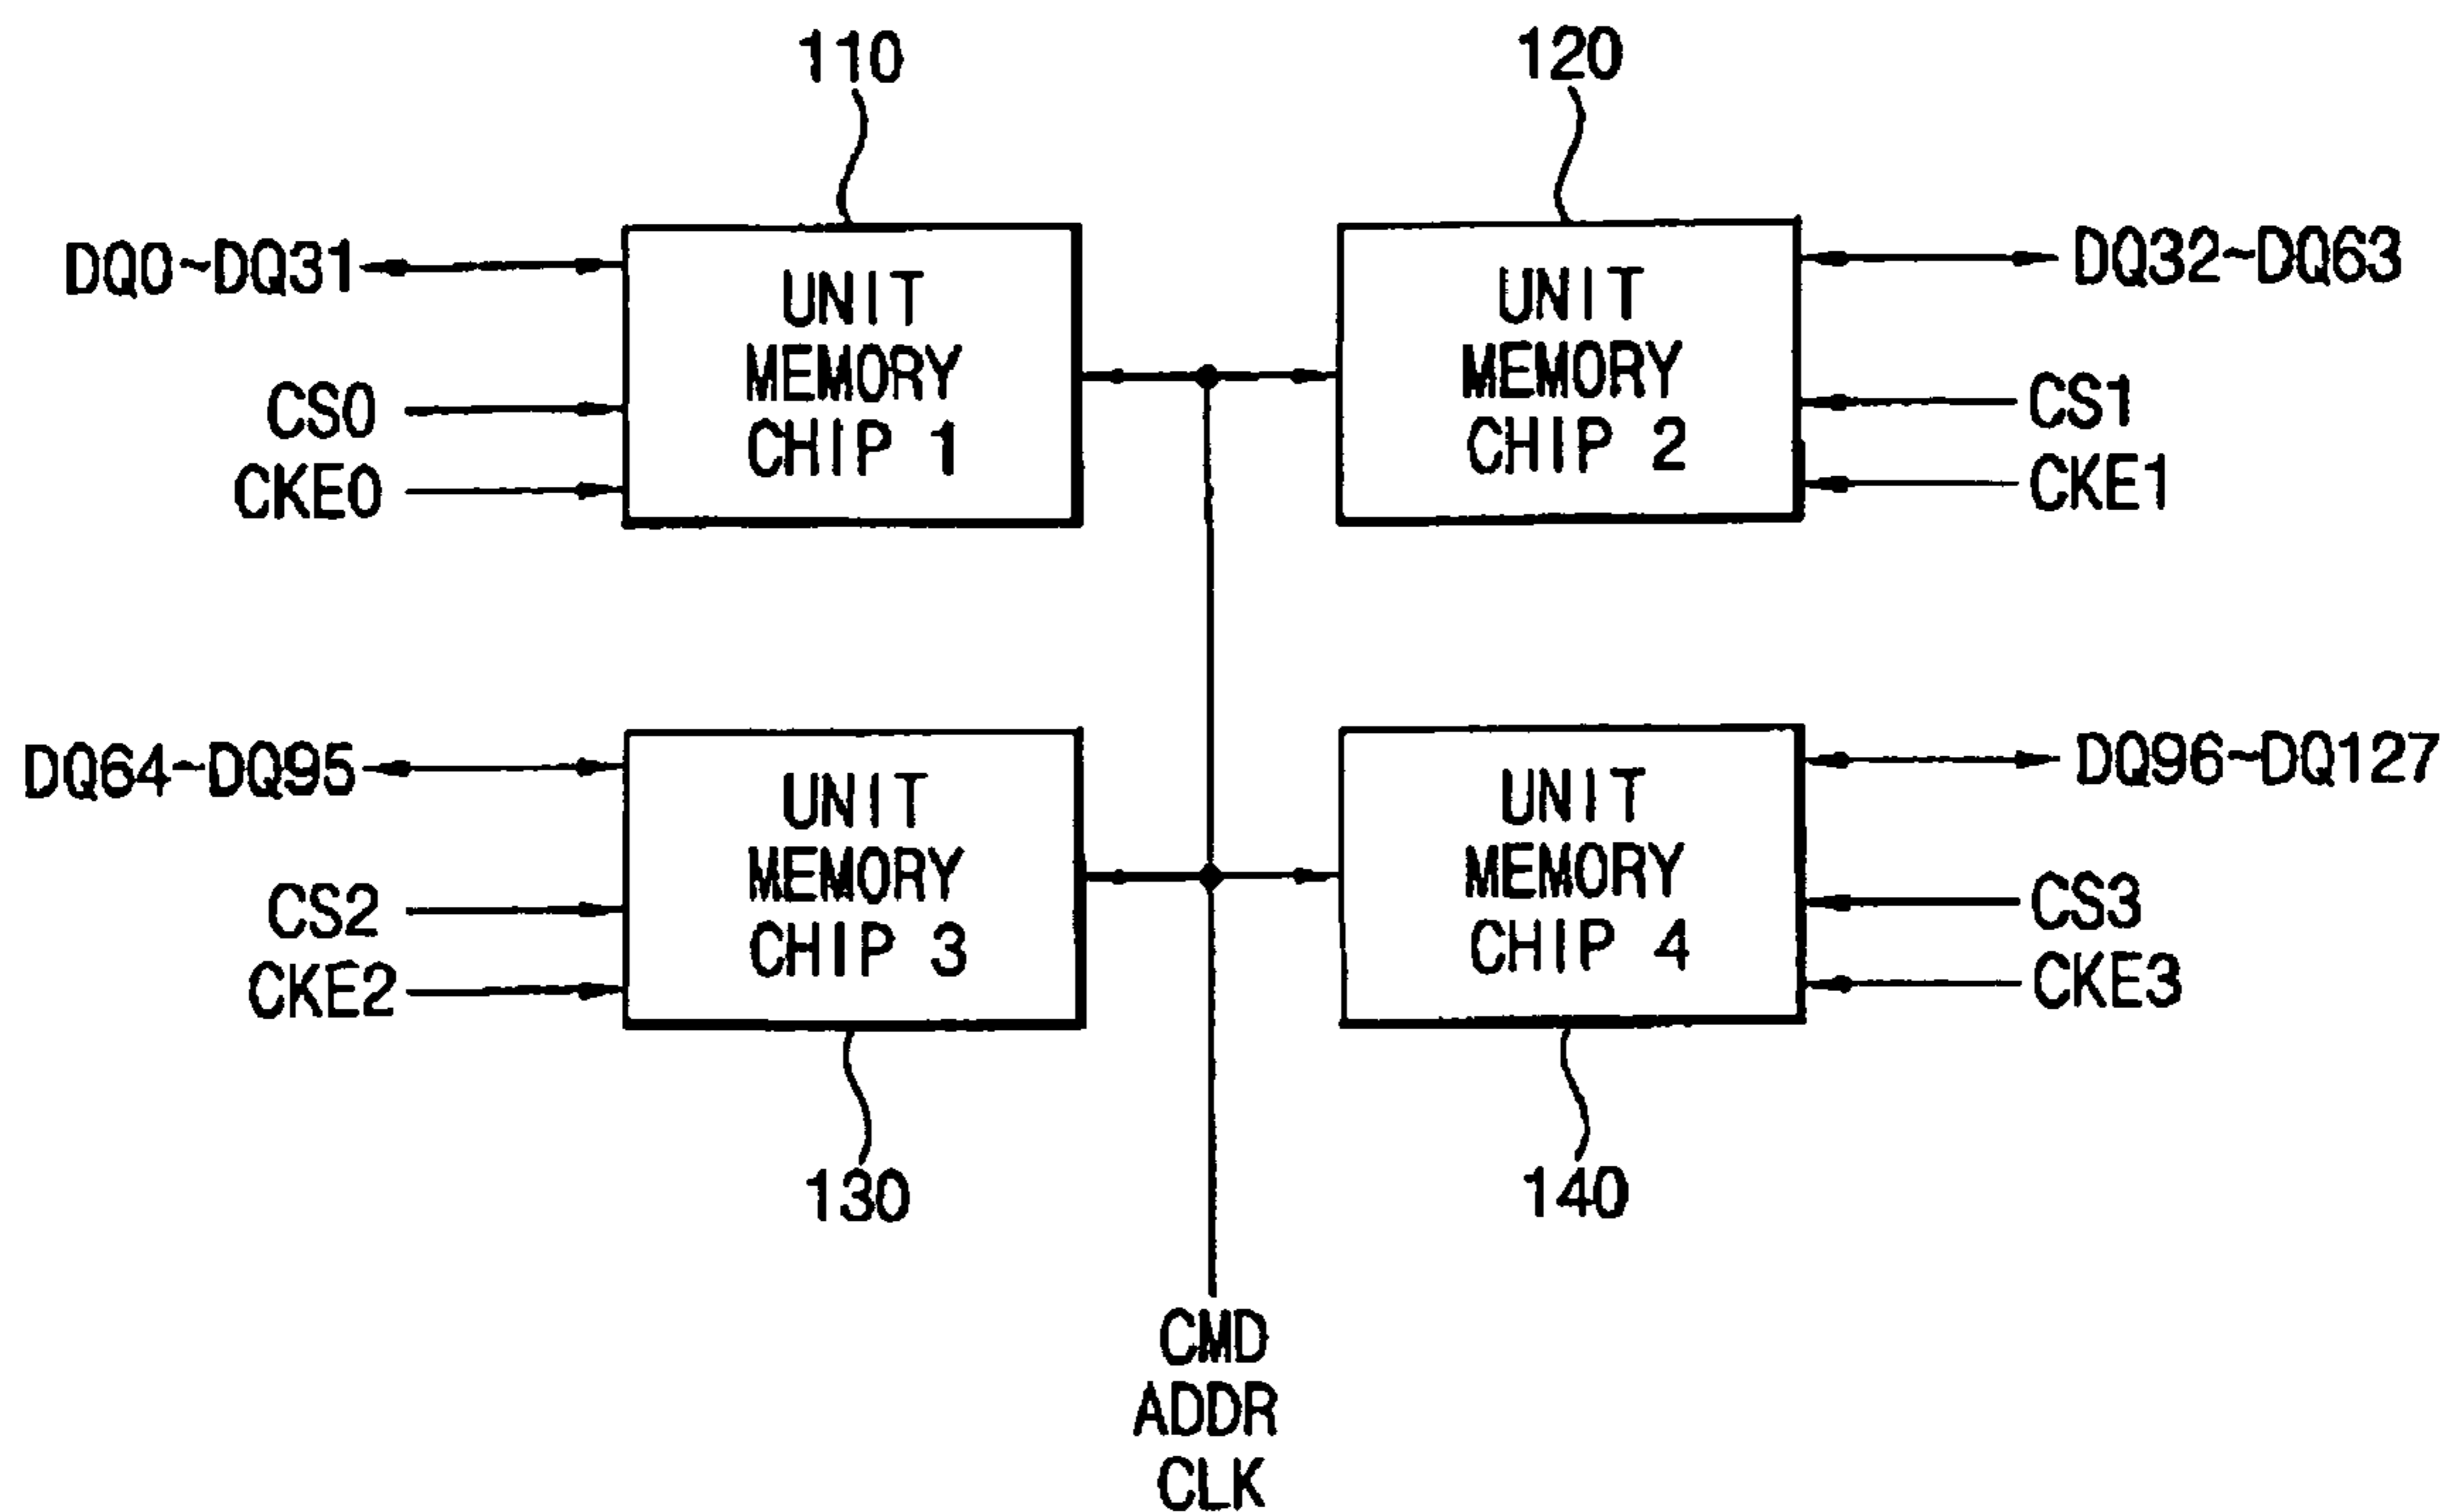 110
120
DQ0~DQ31
UNIT
MEMORY
CHIP 1
CS0
CKE0
UNIT
MEMORY
CHIP 2
DQ32~DQ63
CS1
CKE1
DQ64~DQ95
UNIT
MEMORY
CHIP 3
CS2
CKE2
UNIT
MEMORY
CHIP 4
DQ96~DQ127
CS3
CKE3
130
140
CMD
ADDR
CLK